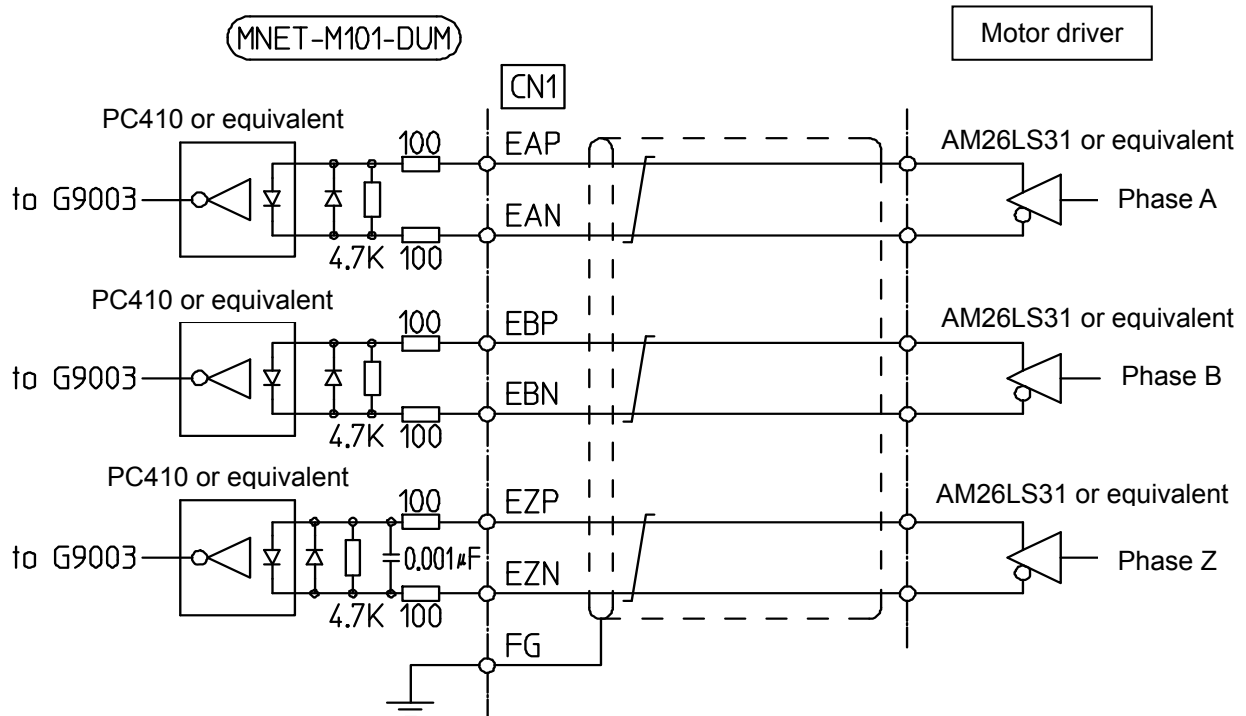 MNET-M101-DUM
Motor driver
CN1
PC410 or equivalent
100
EAP
AM26LS31 or equivalent
to G9003
Phase A
EAN
4.7K 100
PC410 or equivalent
100
EBP
AM26LS31 or equivalent
to G9003
Phase B
EBN
4.7K 100
PC410 or equivalent
100
EZP
AM26LS31 or equivalent
to G9003
0.001μF
Phase Z
EZN
4.7K 100
FG